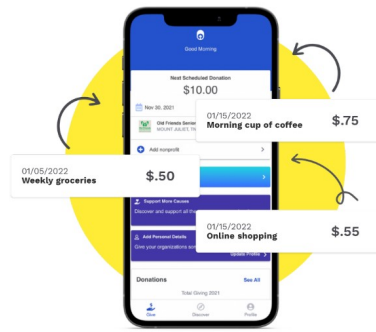 Good Morning
Next Scheduled Donation
$10.00
Nov 30, 2021
Old Friends Senior
MOUNT JULIET, TN
Add nonprofit
01/15/2022
Morning cup of coffee
$.75
01/05/2022
Weekly groceries
$.50
Support More Causes
Discover and support all the
01/15/2022
Online shopping
$.55
Add Personal Details
Give your organizations some
Update Profile
Donations
See All
Total Giving 2021
Give
Discover
Profile